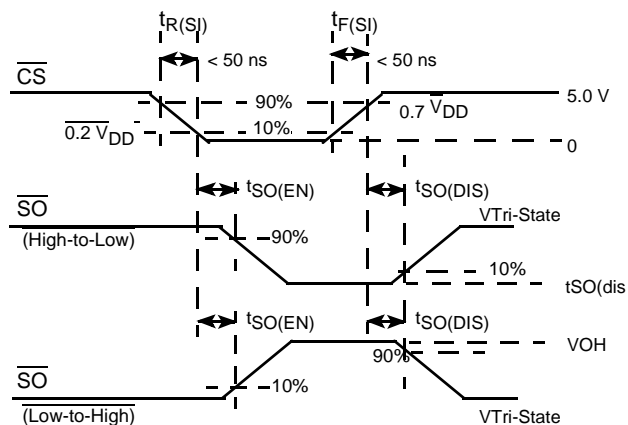 tR(SI) tF(SI)
< 50 ns < 50 ns
CS
90% 5.0 V
0.7 VDD
0.2 VDD 10%
0
tSO(EN) tSO(DIS)
SO VTri-State
(High-to-Low) 90%
10%
tSO(dis
tSO(EN) tSO(DIS)
VOH
90%
SO 10%
(Low-to-High) VTri-State